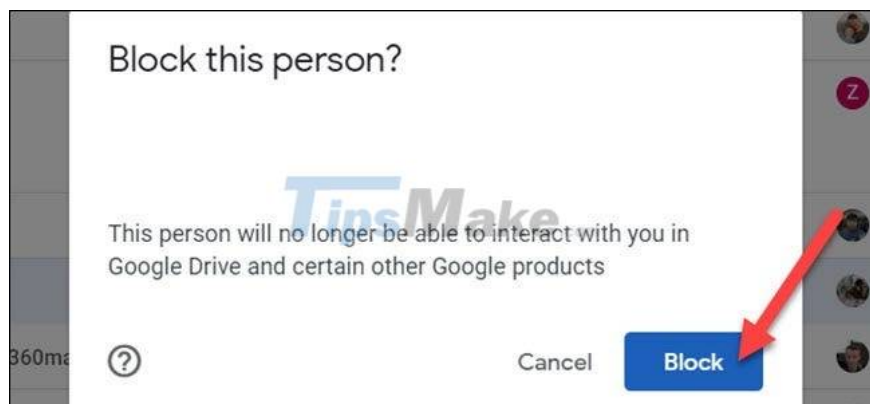 Block this person?
Z
TipsMake
This person will no longer be able to interact with you in
Google Drive and certain other Google products
360ma
?
Cancel
Block